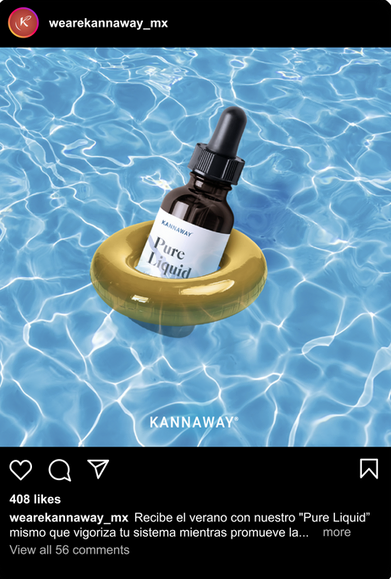 wearekannaway_mx
KANNAWAY
Pure
Liquid
KANNAWAY®
408 likes
wearekannaway_mx Recibe el verano con nuestro "Pure Liquid"
mismo que vigoriza tu sistema mientras promueve la... more
View all 56 comments